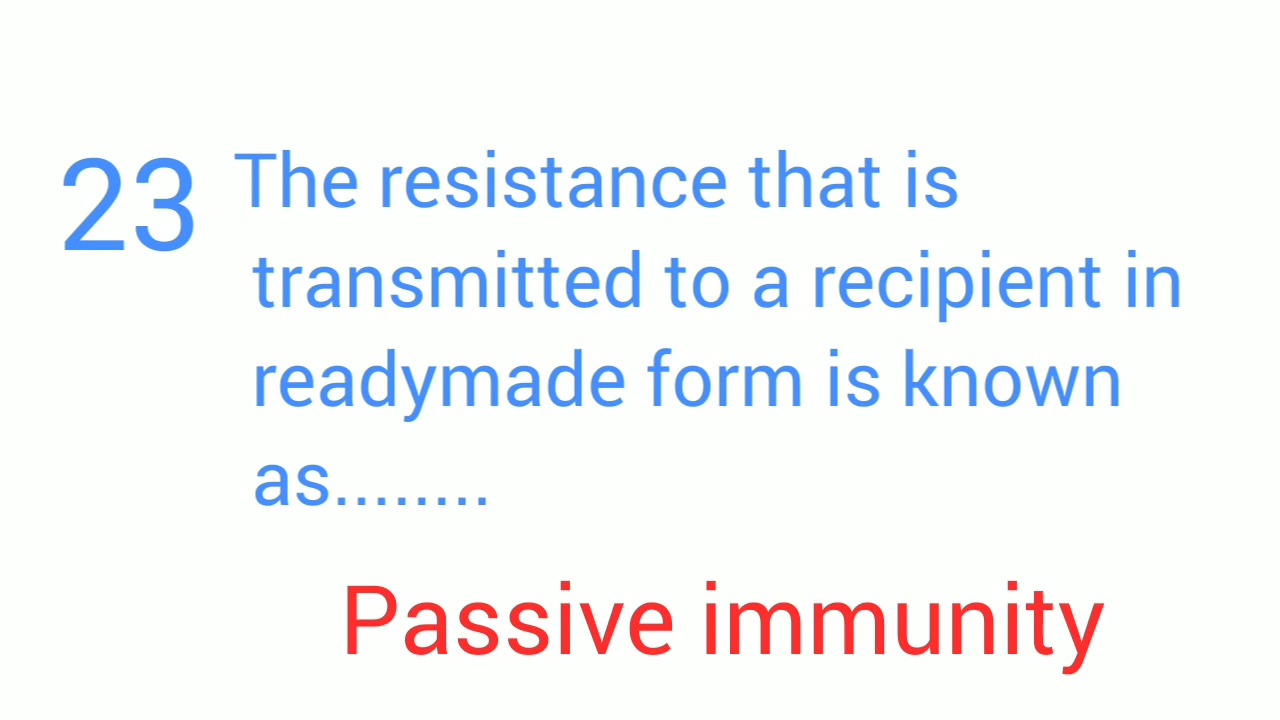 23 The resistance that is
transmitted to a recipient in
readymade form is known
as........
Passive immunity